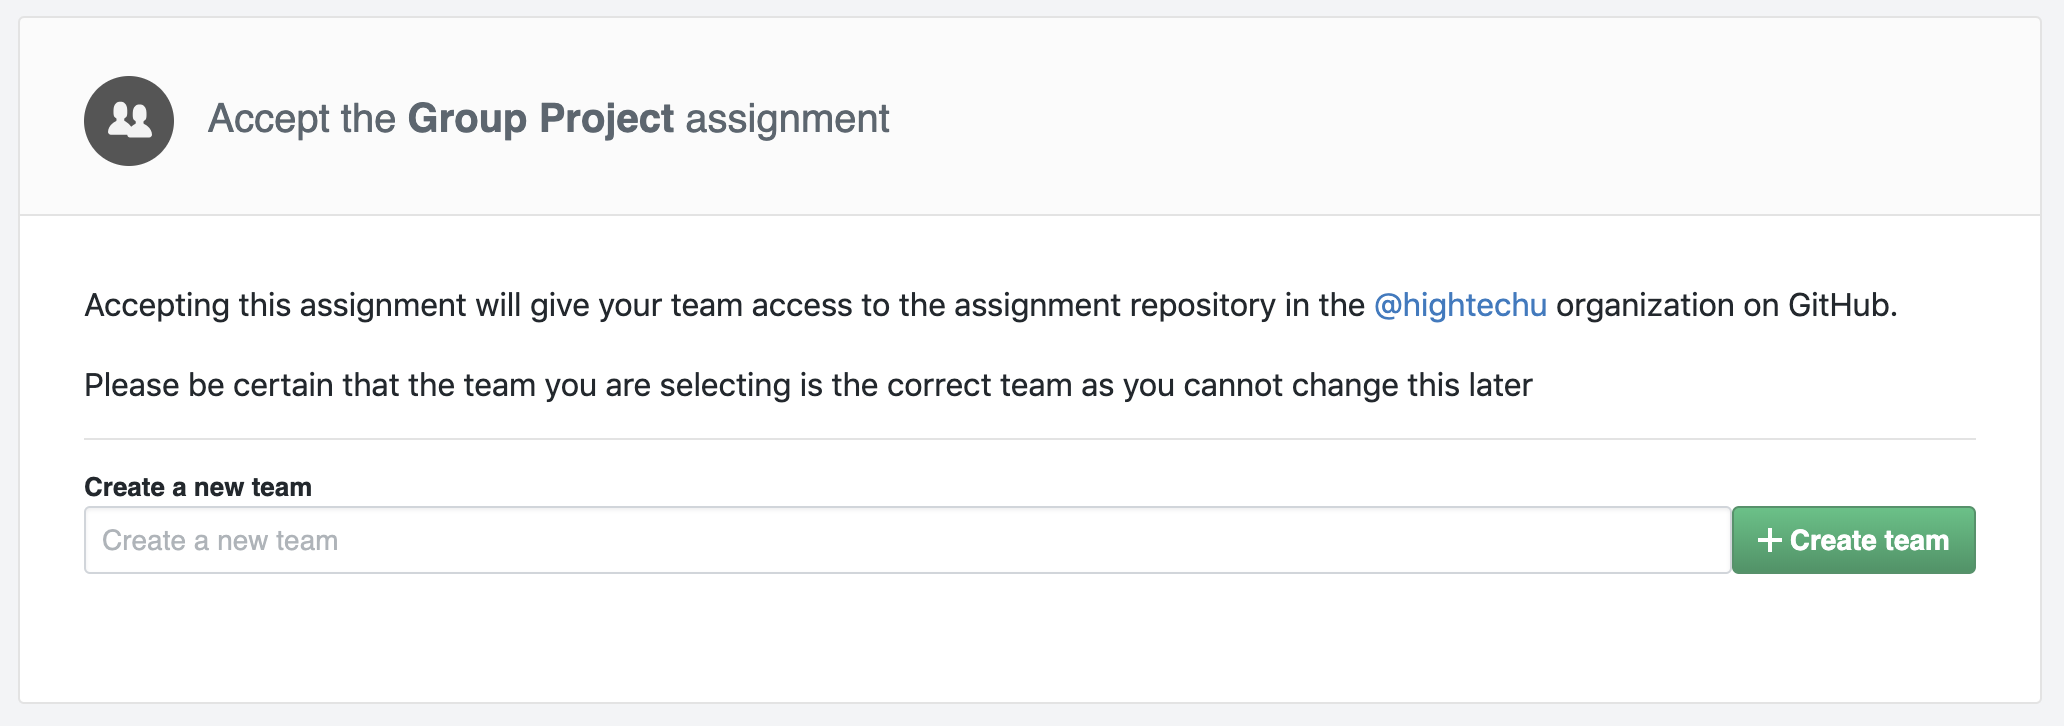 Accept the Group Project assignment
Accepting this assignment will give your team access to the assignment repository in the @hightechu organization on GitHub.
Please be certain that the team you are selecting is the correct team as you cannot change this later
Create a new team
Create a new team
+ Create team